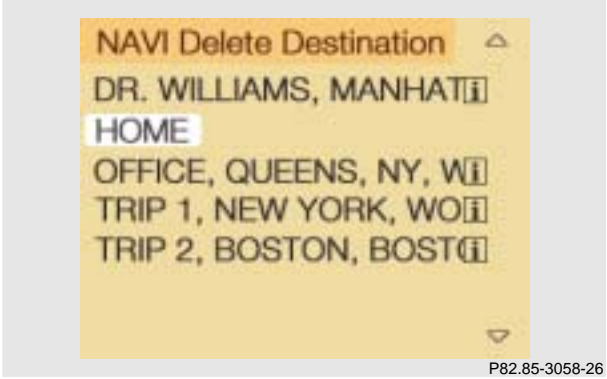 NAVI Delete Destination
DR. WILLIAMS, MANHAT
HOME
OFFICE, QUEENS, NY, W
TRIP 1, NEW YORK, WO
TRIP 2, BOSTON, BOST
P82.85-3058-26